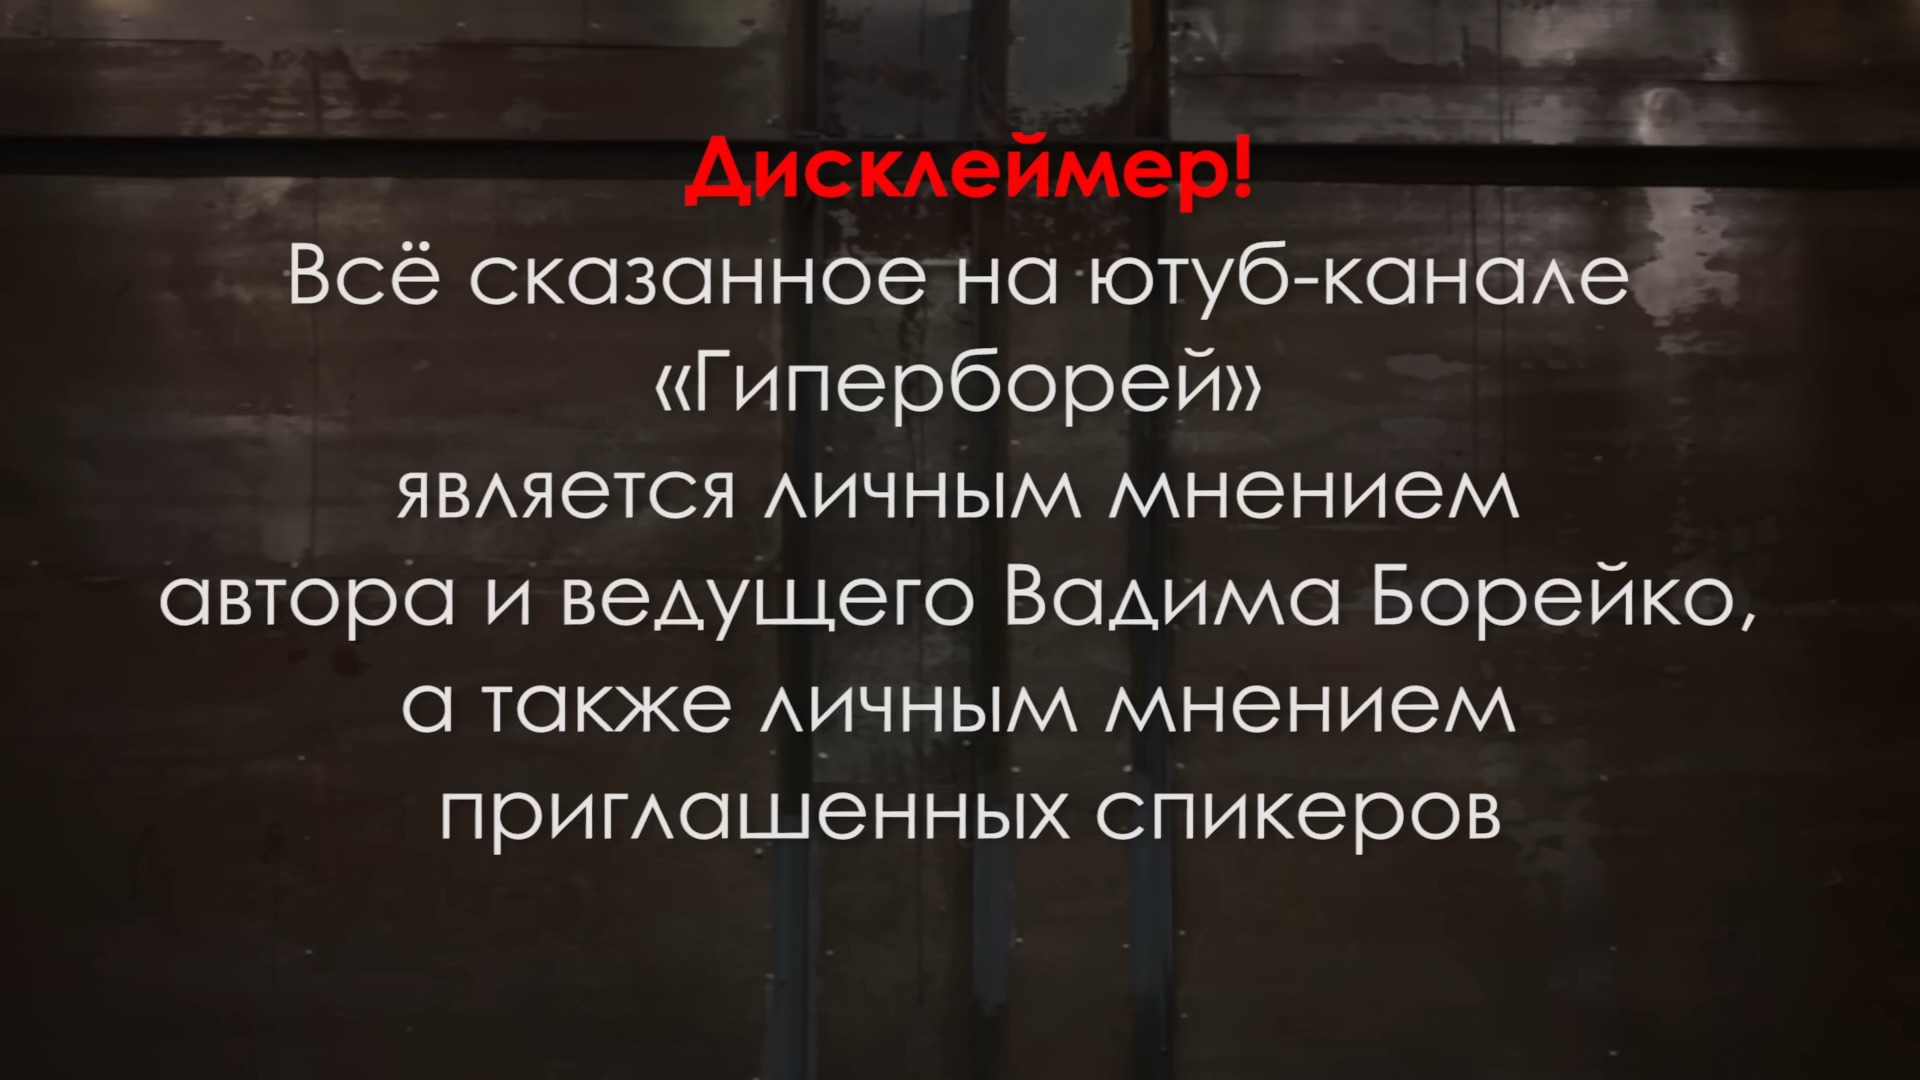 Дисклеймер!
Всё сказанное на ютуб-канале
«Гиперборей»
является личным мнением
автора и ведущего Вадима Борейко,
а также личным мнением
приглашенных спикеров